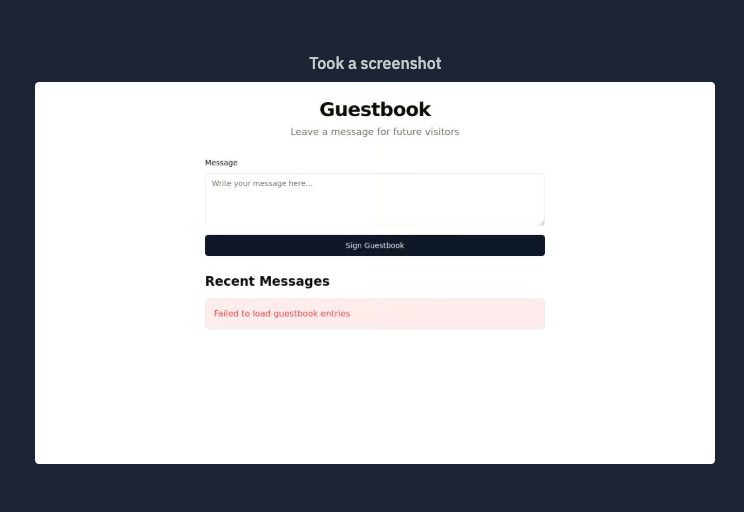 Took a screenshot
Guestbook
Leave a message for future visitors
Message
Write your message here...
Sign Guestbook
Recent Messages
Failed to load guestbook entries